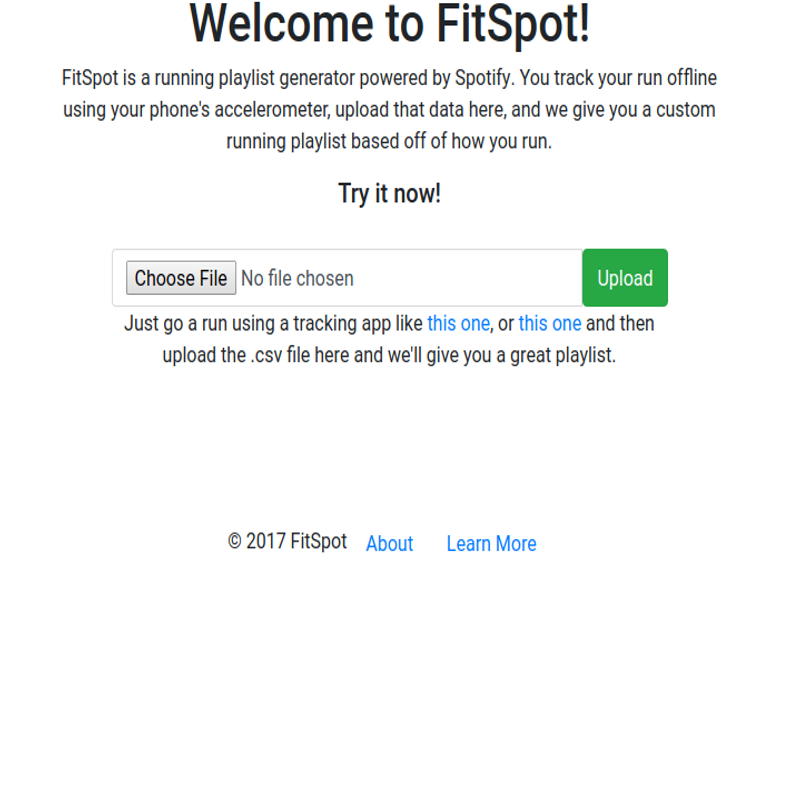 Welcome to FitSpot!
FitSpot is a running playlist generator powered by Spotify. You track your run offline
using your phone's accelerometer, upload that data here, and we give you a custom
running playlist based off of how you run.
Try it now!
Choose File No file chosen Upload
Just go a run using a tracking app like this one, or this one and then
upload the .csv file here and we'll give you a great playlist.
© 2017 FitSpot About Learn More